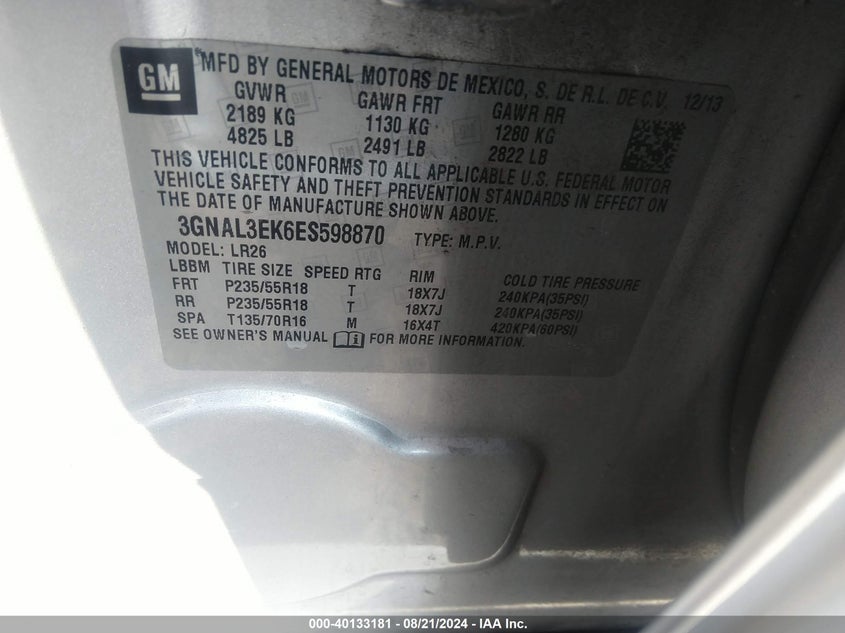 GM
MFD BY GENERAL MOTORS DE MEXICO, S. DE R.L. DE C.V. 12/13
GVWR GAWR FRT GAWR RR
2189 KG 1130 KG 1280 KG
4825 LB 2491 LB 2822 LB
THIS VEHICLE CONFORMS TO ALL APPLICABLE U.S. FEDERAL MOTOR
VEHICLE SAFETY AND THEFT PREVENTION STANDARDS IN EFFECT ON
THE DATE OF MANUFACTURE SHOWN ABOVE.
3GNAL3EK6ES598870 TYPE: M.P.V.
MODEL: LR26
LBBM TIRE SIZE SPEED RTG RIM COLD TIRE PRESSURE
FRT P235/55R18 T 18X7J 240KPA(35PSI)
RR P235/55R18 T 18X7J 240KPA(35PSI)
SPA T135/70R16 M 16X4T 420KPA(60PSI)
SEE OWNER'S MANUAL FOR MORE INFORMATION.
000-40133181 - 08/21/2024 - IAA Inc.